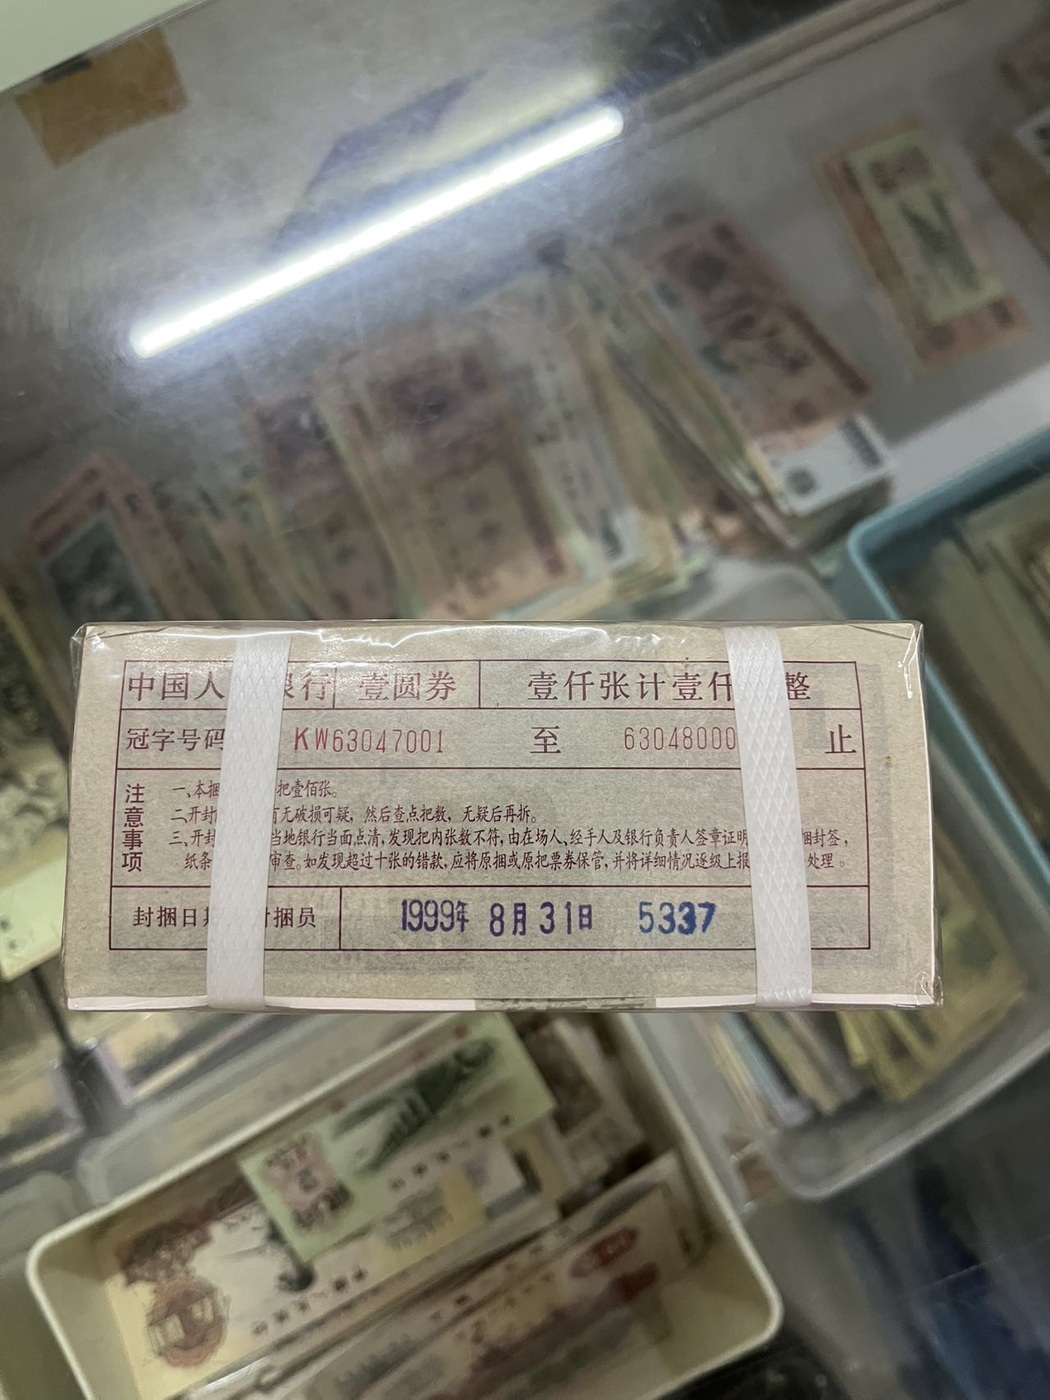 中国人 银行 壹圆券 壹仟张计壹仟 整
冠字号码 KW63047001 至 63048000 止
注意事项
一、本捆 把壹佰张。
二、开封 有无破损可疑，然后查点把数，无疑后再拆。
三、开封 当地银行当面点清，发现把内张数不符，由在场人、经手人及银行负责人签章证明 捆封签，
纸条 审查。如发现超过十张的错款，应将原捆或原把票券保管，并将详细情况逐级上报 处理。
封捆日期 封捆员 1999年 8月31日 5337